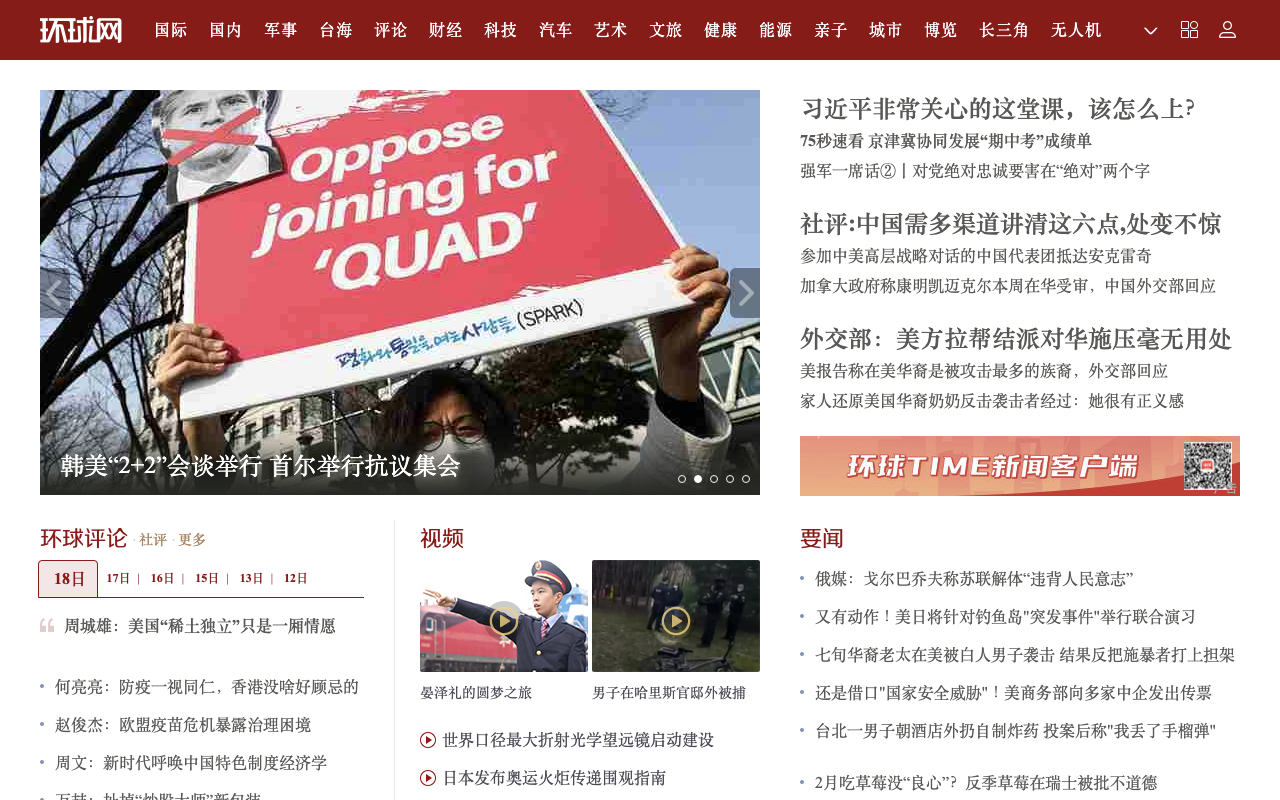 环球网 国际 国内 军事 台海 评论 财经 科技 汽车 艺术 文旅 健康 能源 亲子 城市 博览 长三角 无人机
Oppose
joining for
'QUAD'
평화와 통일을 여는 사람들 (SPARK)
韩美“2+2”会谈举行 首尔举行抗议集会
习近平非常关心的这堂课，该怎么上?
75秒速看 京津冀协同发展“期中考”成绩单
强军一席话②丨对党绝对忠诚要害在“绝对”两个字
社评:中国需多渠道讲清这六点,处变不惊
参加中美高层战略对话的中国代表团抵达安克雷奇
加拿大政府称康明凯迈克尔本周在华受审，中国外交部回应
外交部：美方拉帮结派对华施压毫无用处
美报告称在美华裔是被攻击最多的族裔，外交部回应
家人还原美国华裔奶奶反击袭击者经过：她很有正义感
环球TIME新闻客户端
广告
环球评论 · 社评 · 更多
18日 17日 | 16日 | 15日 | 13日 | 12日
周城雄：美国“稀土独立”只是一厢情愿
何亮亮：防疫一视同仁，香港没啥好顾忌的
赵俊杰：欧盟疫苗危机暴露治理困境
周文：新时代呼唤中国特色制度经济学
视频
晏泽礼的圆梦之旅
男子在哈里斯官邸外被捕
世界口径最大折射光学望远镜启动建设
日本发布奥运火炬传递围观指南
要闻
俄媒：戈尔巴乔夫称苏联解体“违背人民意志”
又有动作！美日将针对钓鱼岛"突发事件"举行联合演习
七旬华裔老太在美被白人男子袭击 结果反把施暴者打上担架
还是借口"国家安全威胁"！美商务部向多家中企发出传票
台北一男子朝酒店外扔自制炸药 投案后称"我丢了手榴弹"
2月吃草莓没“良心”？反季草莓在瑞士被批不道德